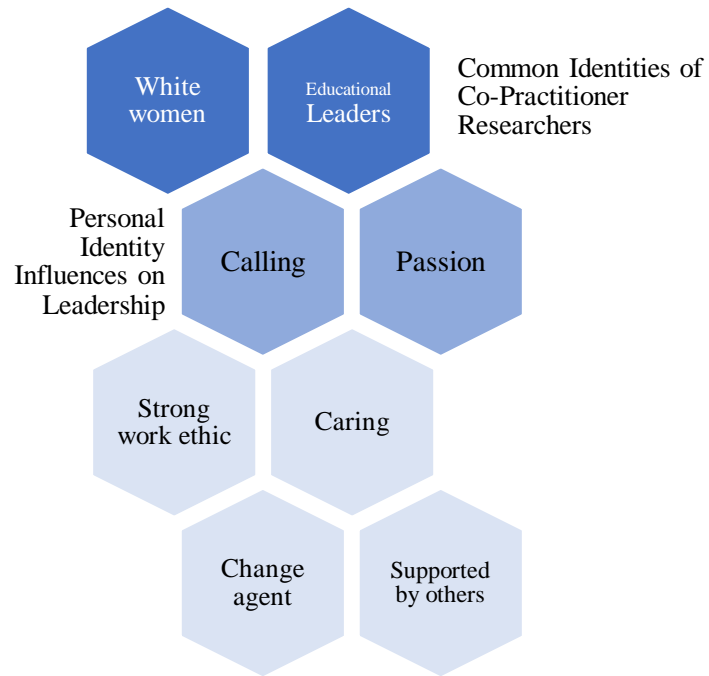 White
women
Educational
Leaders
Common Identities of
Co-Practitioner
Researchers
Personal
Identity
Influences on
Leadership
Calling
Passion
Strong
work ethic
Caring
Change
agent
Supported
by others